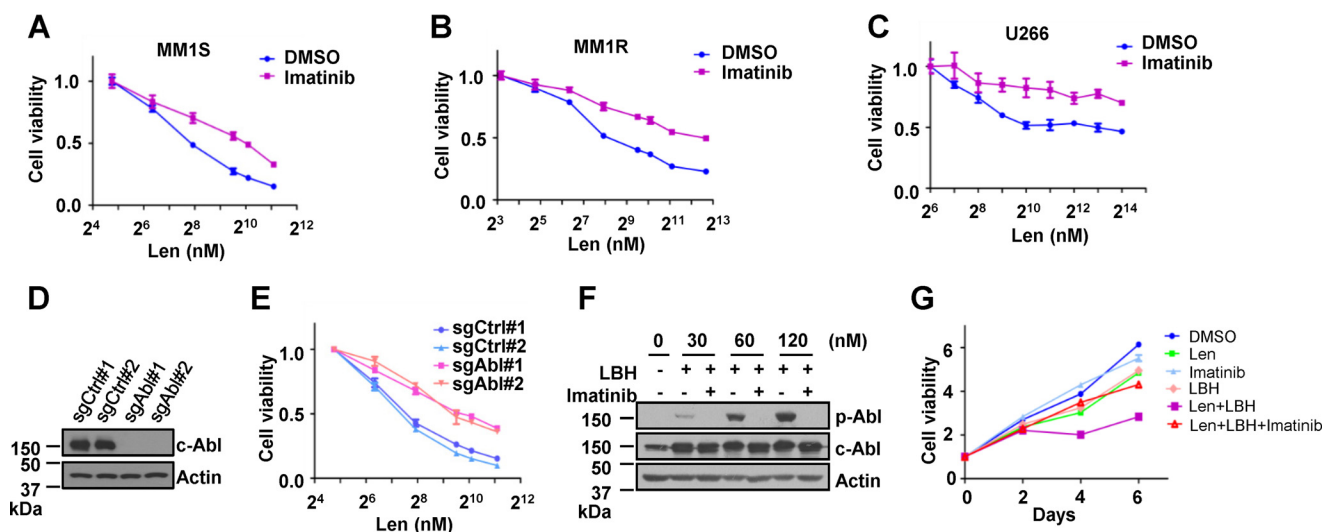 A
MM1S
DMSO
Imatinib
Cell viability
1.0
0.5
0.0
2^4 2^6 2^8 2^10 2^12
Len (nM)
B
MM1R
DMSO
Imatinib
Cell viability
1.0
0.5
0.0
2^3 2^5 2^7 2^9 2^11 2^13
Len (nM)
C
U266
DMSO
Imatinib
Cell viability
1.0
0.5
0.0
2^6 2^8 2^10 2^12 2^14
Len (nM)
D
sgCtrl#1
sgCtrl#2
sgAbl#1
sgAbl#2
150 c-Abl
50
37 Actin
kDa
E
sgCtrl#1
sgCtrl#2
sgAbl#1
sgAbl#2
Cell viability
1.0
0.5
0.0
2^4 2^6 2^8 2^10 2^12
Len (nM)
F
0 30 60 120 (nM)
LBH - + + + + + +
Imatinib - - + - + - +
150 p-Abl
150 c-Abl
50
37 Actin
kDa
G
DMSO
Len
Imatinib
LBH
Len+LBH
Len+LBH+Imatinib
Cell viability
6
4
2
0
0 2 4 6
Days